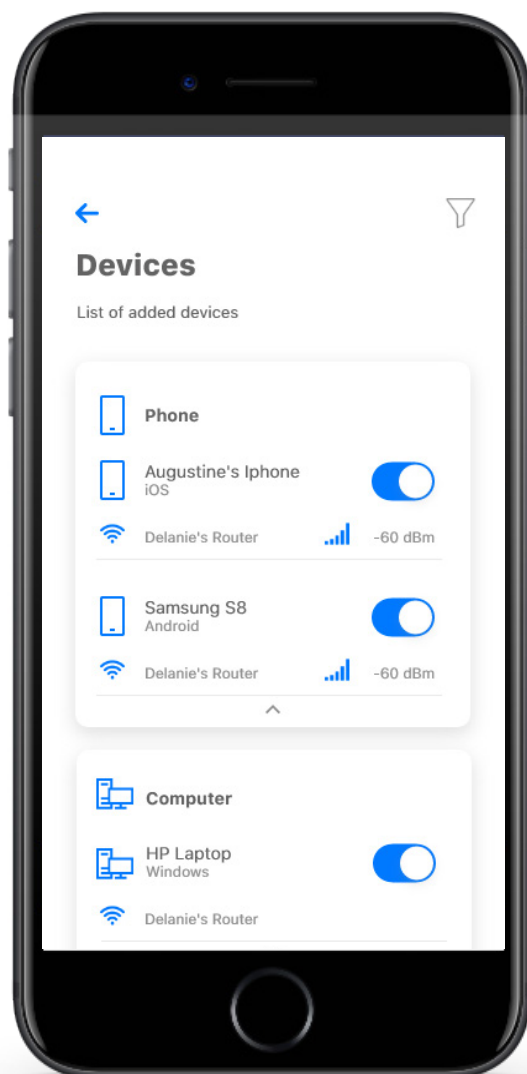 Devices
List of added devices
Phone
Augustine's Iphone
iOS
Delanie's Router -60 dBm
Samsung S8
Android
Delanie's Router -60 dBm
Computer
HP Laptop
Windows
Delanie's Router